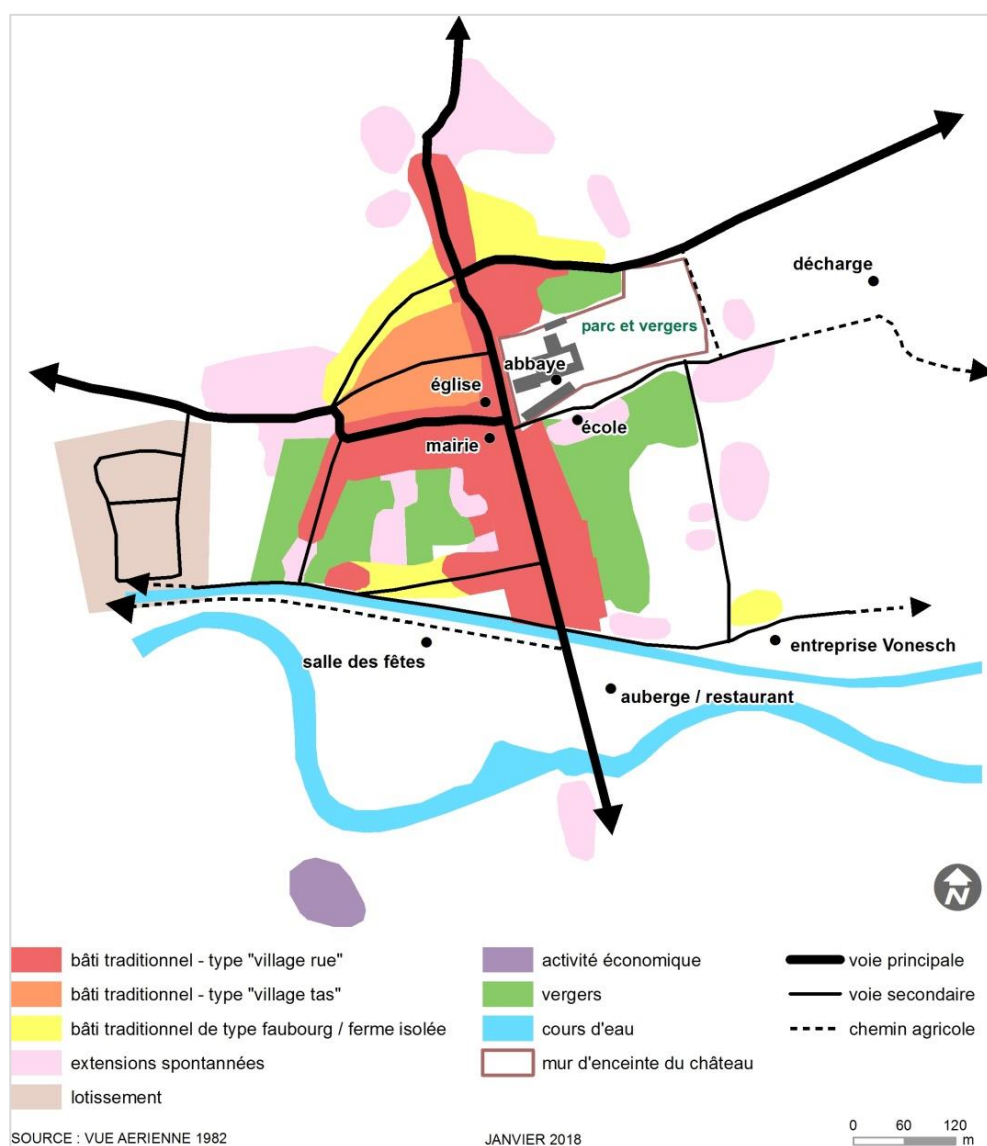 décharge
parc et vergers
abbaye
église
école
mairie
entreprise Vonesch
salle des fêtes
auberge / restaurant
N
bâti traditionnel - type "village rue"
bâti traditionnel - type "village tas"
bâti traditionnel de type faubourg / ferme isolée
extensions spontannées
lotissement
activité économique
vergers
cours d'eau
mur d'enceinte du château
voie principale
voie secondaire
chemin agricole
SOURCE : VUE AERIENNE 1982
JANVIER 2018
0 60 120
m